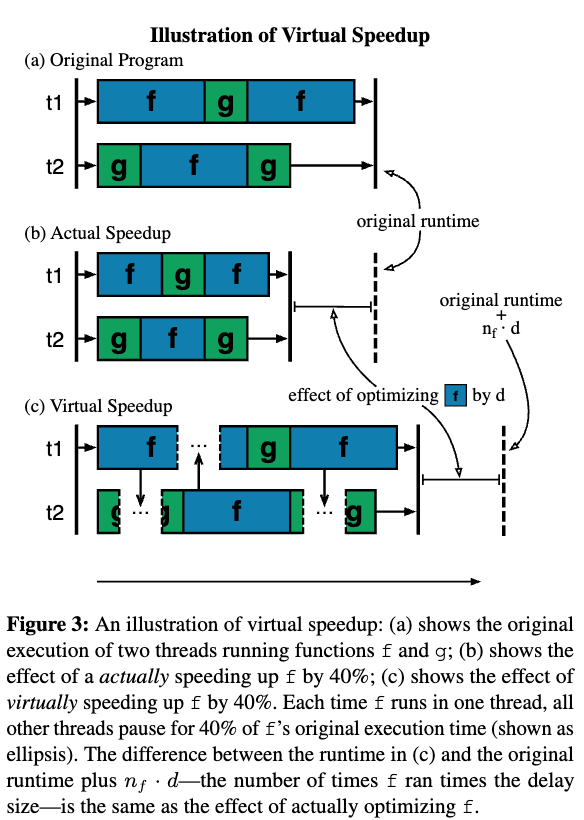 Illustration of Virtual Speedup
(a) Original Program
t1 f g f
t2 g f g
original runtime
(b) Actual Speedup
t1 f g f
t2 g f g
original runtime
+
nf · d
effect of optimizing f by d
(c) Virtual Speedup
t1 f ... g f
t2 g ... g f ... g
Figure 3: An illustration of virtual speedup: (a) shows the original
execution of two threads running functions f and g; (b) shows the
effect of a actually speeding up f by 40%; (c) shows the effect of
virtually speeding up f by 40%. Each time f runs in one thread, all
other threads pause for 40% of f's original execution time (shown as
ellipsis). The difference between the runtime in (c) and the original
runtime plus nf · d—the number of times f ran times the delay
size—is the same as the effect of actually optimizing f.